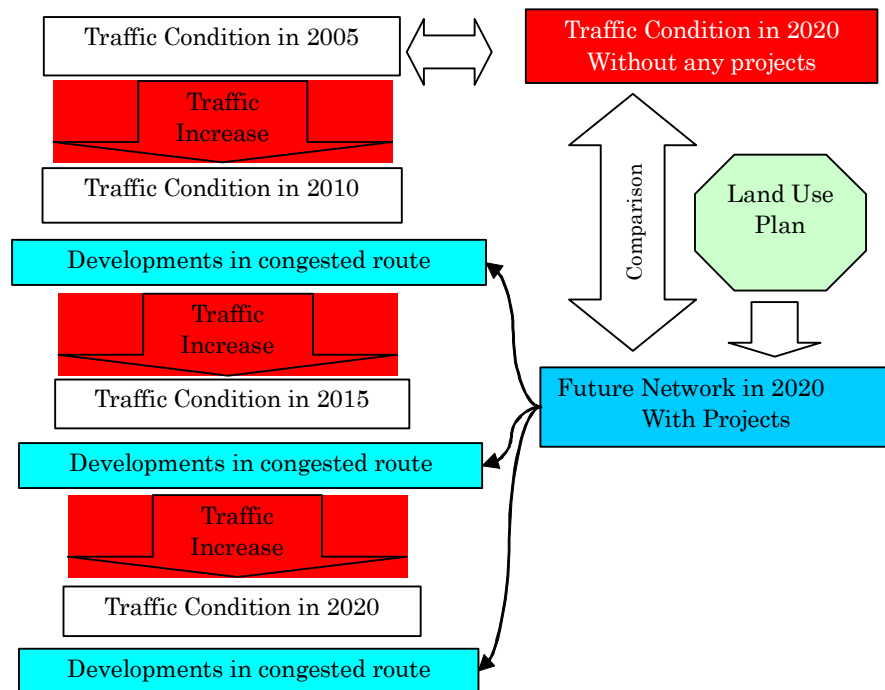 Traffic Condition in 2005
Traffic
Increase
Traffic Condition in 2010
Developments in congested route
Traffic
Increase
Traffic Condition in 2015
Developments in congested route
Traffic
Increase
Traffic Condition in 2020
Developments in congested route
Traffic Condition in 2020
Without any projects
Comparison
Land Use
Plan
Future Network in 2020
With Projects